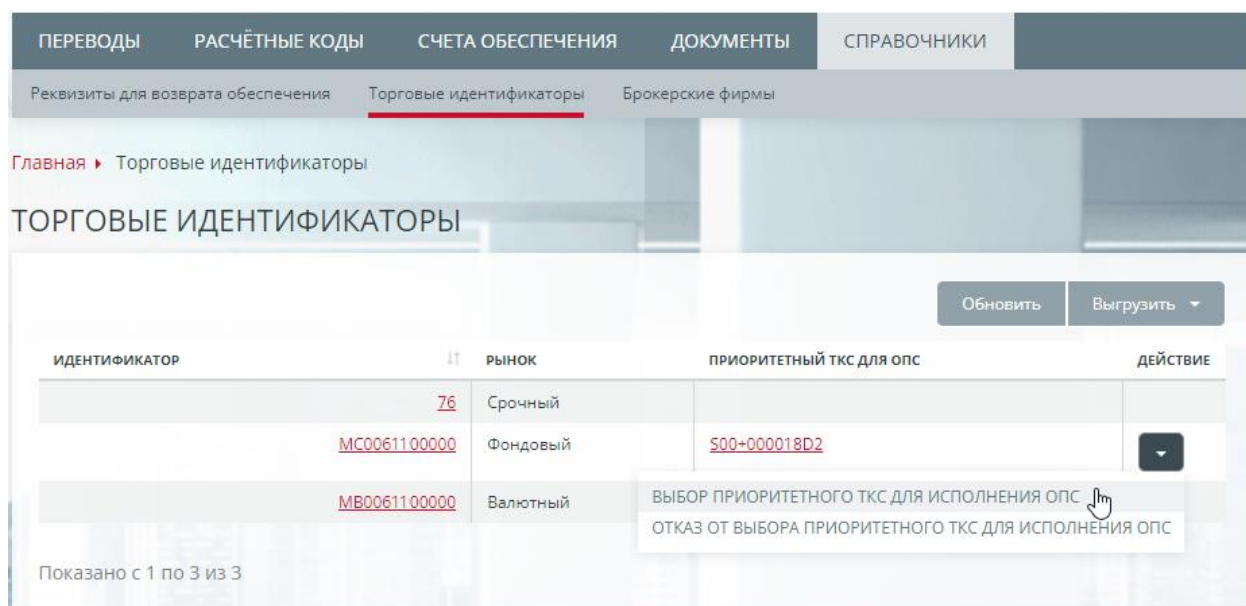 ПЕРЕВОДЫ РАСЧЁТНЫЕ КОДЫ СЧЕТА ОБЕСПЕЧЕНИЯ ДОКУМЕНТЫ СПРАВОЧНИКИ
Реквизиты для возврата обеспечения Торговые идентификаторы Брокерские фирмы
Главная Торговые идентификаторы
ТОРГОВЫЕ ИДЕНТИФИКАТОРЫ
Обновить Выгрузить
ИДЕНТИФИКАТОР РЫНОК ПРИОРИТЕТНЫЙ ТКС ДЛЯ ОПС ДЕЙСТВИЕ
76 Срочный
MC0061100000 Фондовый S00+000018D2
MB0061100000 Валютный
ВЫБОР ПРИОРИТЕТНОГО ТКС ДЛЯ ИСПОЛНЕНИЯ ОПС
ОТКАЗ ОТ ВЫБОРА ПРИОРИТЕТНОГО ТКС ДЛЯ ИСПОЛНЕНИЯ ОПС
Показано с 1 по 3 из 3